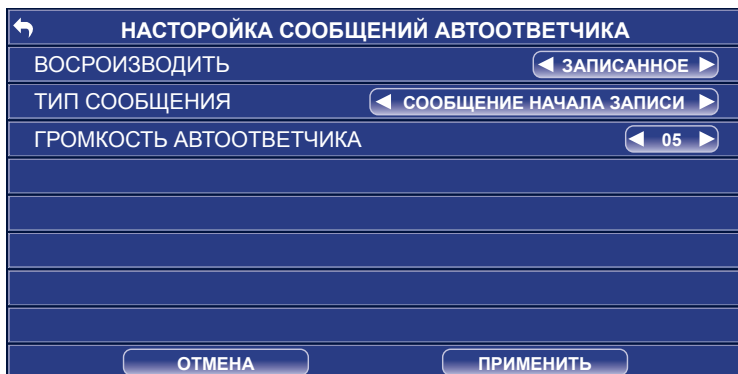 НАСТОРОЙКА СООБЩЕНИЙ АВТООТВЕТЧИКА
ВОСРОИЗВОДИТЬ ЗАПИСАННОЕ
ТИП СООБЩЕНИЯ СООБЩЕНИЕ НАЧАЛА ЗАПИСИ
ГРОМКОСТЬ АВТООТВЕТЧИКА 05
ОТМЕНА ПРИМЕНИТЬ